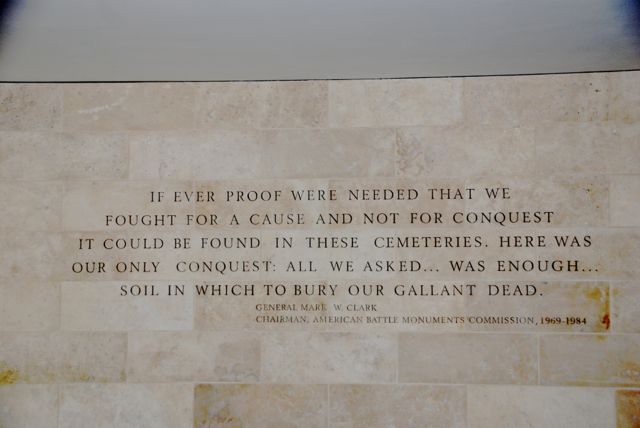 IF EVER PROOF WERE NEEDED THAT WE
FOUGHT FOR A CAUSE AND NOT FOR CONQUEST
IT COULD BE FOUND IN THESE CEMETERIES. HERE WAS
OUR ONLY CONQUEST: ALL WE ASKED... WAS ENOUGH...
SOIL IN WHICH TO BURY OUR GALLANT DEAD.
GENERAL MARK W. CLARK
CHAIRMAN, AMERICAN BATTLE MONUMENTS COMMISSION, 1969-1984